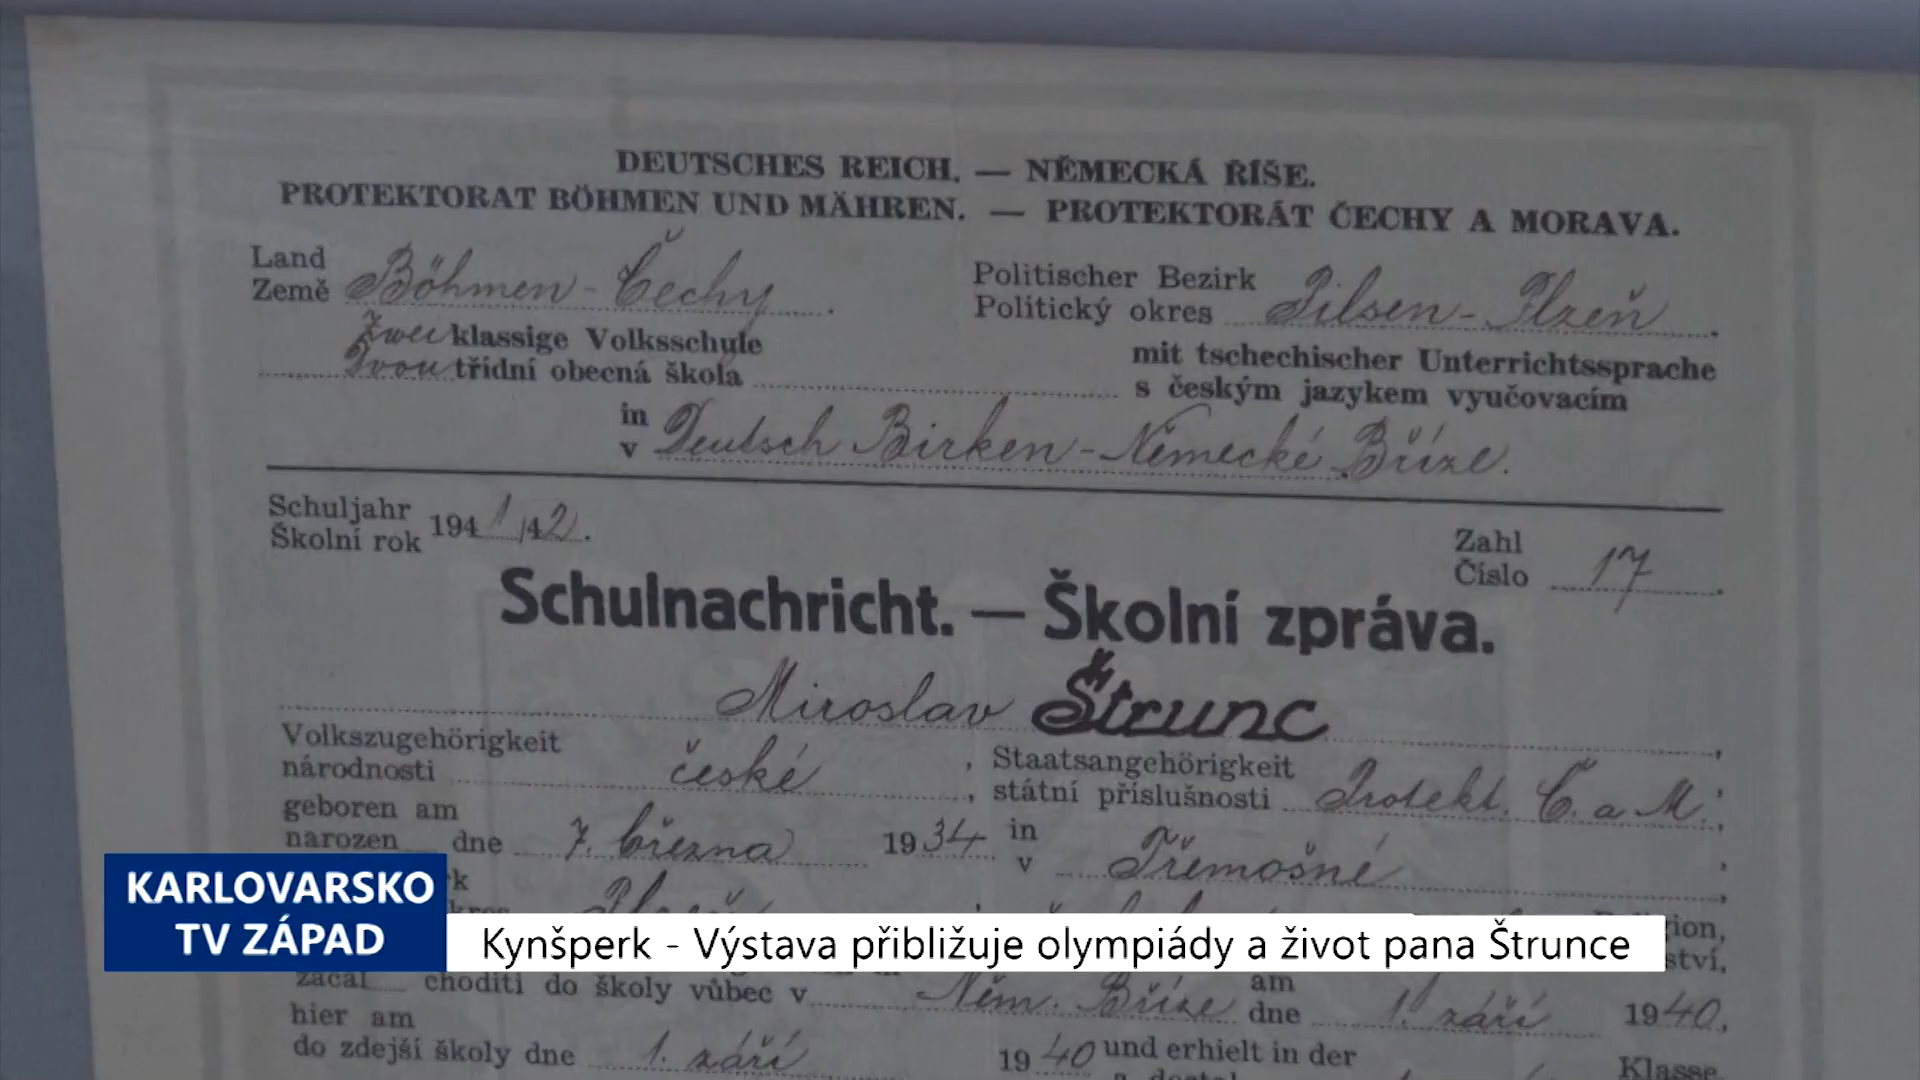 DEUTSCHES REICH. — NĚMECKÁ ŘÍŠE.
PROTEKTORAT BÖHMEN UND MÄHREN. — PROTEKTORÁT ČECHY A MORAVA.
Land
Země Böhmen - Čechy.
Politischer Bezirk
Politický okres Pilsen - Plzeň.
Zweiklassige Volksschule
Dvoutřídní obecná škola
mit tschechischer Unterrichtssprache
s českým jazykem vyučovacím
in
v Deutsch Birken - Německé Bříze.
Schuljahr
Školní rok 1941/42.
Zahl
Číslo 17.
Schulnachricht. — Školní zpráva.
Miroslav Štrunc,
Volkszugehörigkeit
národnosti české,
Staatsangehörigkeit
státní příslušnosti Protekt. Č. a M.,
geboren am
narozen dne 7. března 1934 in
v Třemošné,
Plzeň
KARLOVARSKO
TV ZÁPAD
Kynšperk - Výstava přibližuje olympiády a život pana Štrunce
začal choditi do školy vůbec v Něm. Bříze am
dne 1. září 1940,
hier am
do zdejší školy dne 1. září 1940 und erhielt in der
Klasse